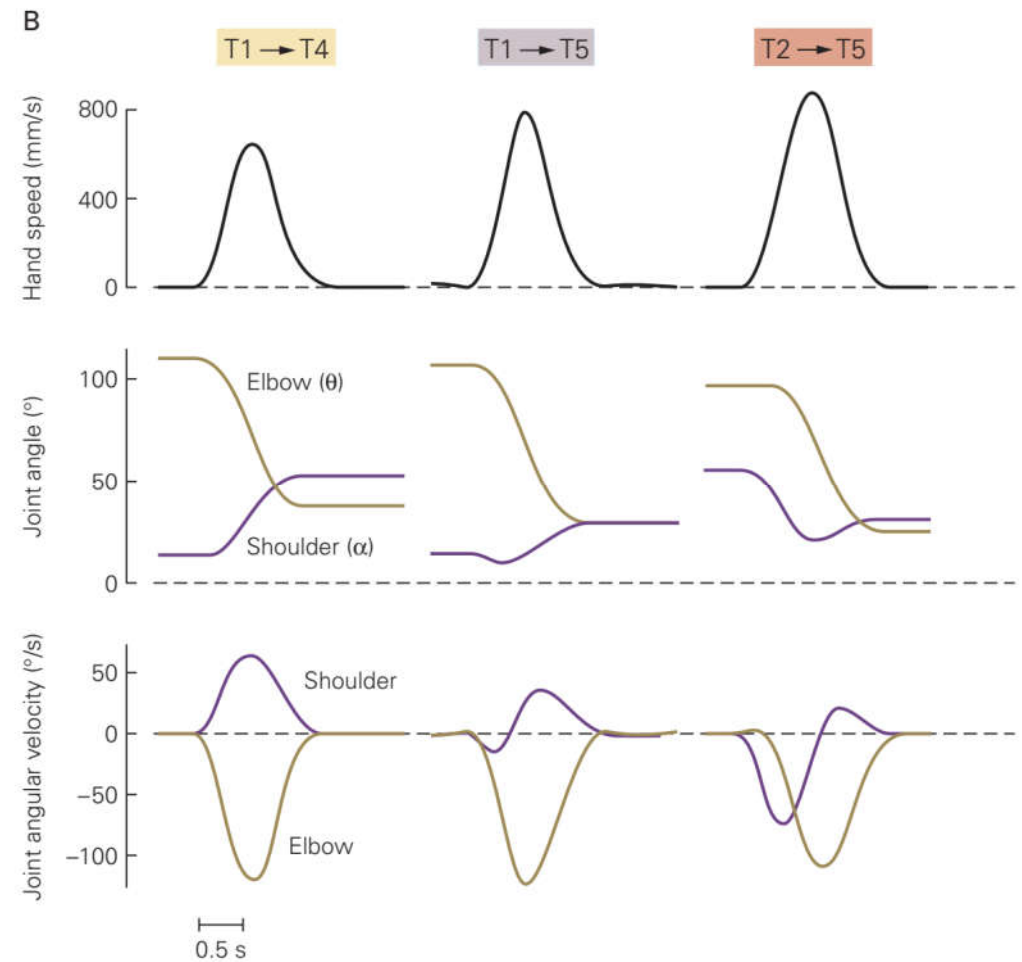 B
T1 → T4
T1 → T5
T2 → T5
Hand speed (mm/s)
800
400
0
Joint angle (°)
100
50
0
Elbow (θ)
Shoulder (α)
Joint angular velocity (°/s)
50
0
−50
−100
Shoulder
Elbow
0.5 s